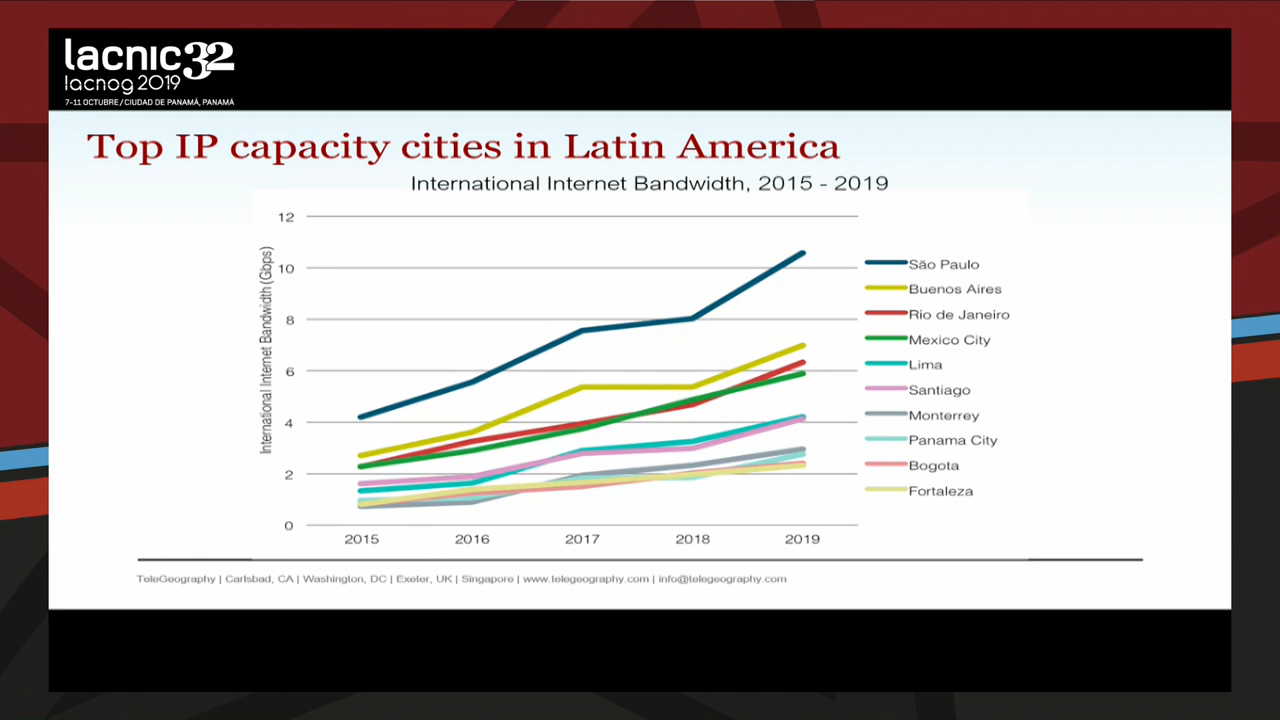 lacnic32
lacnog 2019
7-11 OCTUBRE / CIUDAD DE PANAMÁ, PANAMÁ
Top IP capacity cities in Latin America
International Internet Bandwidth, 2015 - 2019
International Internet Bandwidth (Gbps)
12
10
8
6
4
2
0
2015 2016 2017 2018 2019
São Paulo
Buenos Aires
Rio de Janeiro
Mexico City
Lima
Santiago
Monterrey
Panama City
Bogota
Fortaleza
TeleGeography | Carlsbad, CA | Washington, DC | Exeter, UK | Singapore | www.telegeography.com | info@telegeography.com